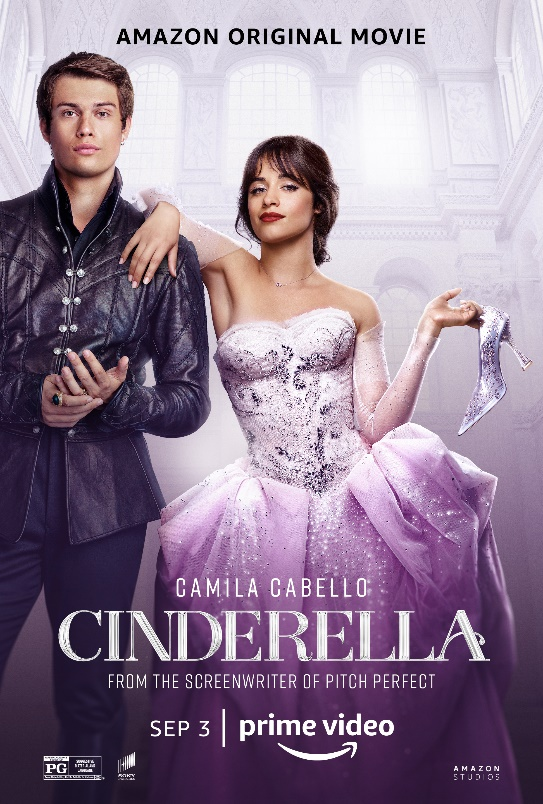 AMAZON ORIGINAL MOVIE
CAMILA CABELLO
CINDERELLA
FROM THE SCREENWRITER OF PITCH PERFECT
SEP 3 | prime video
PG
SONY
AMAZON
STUDIOS